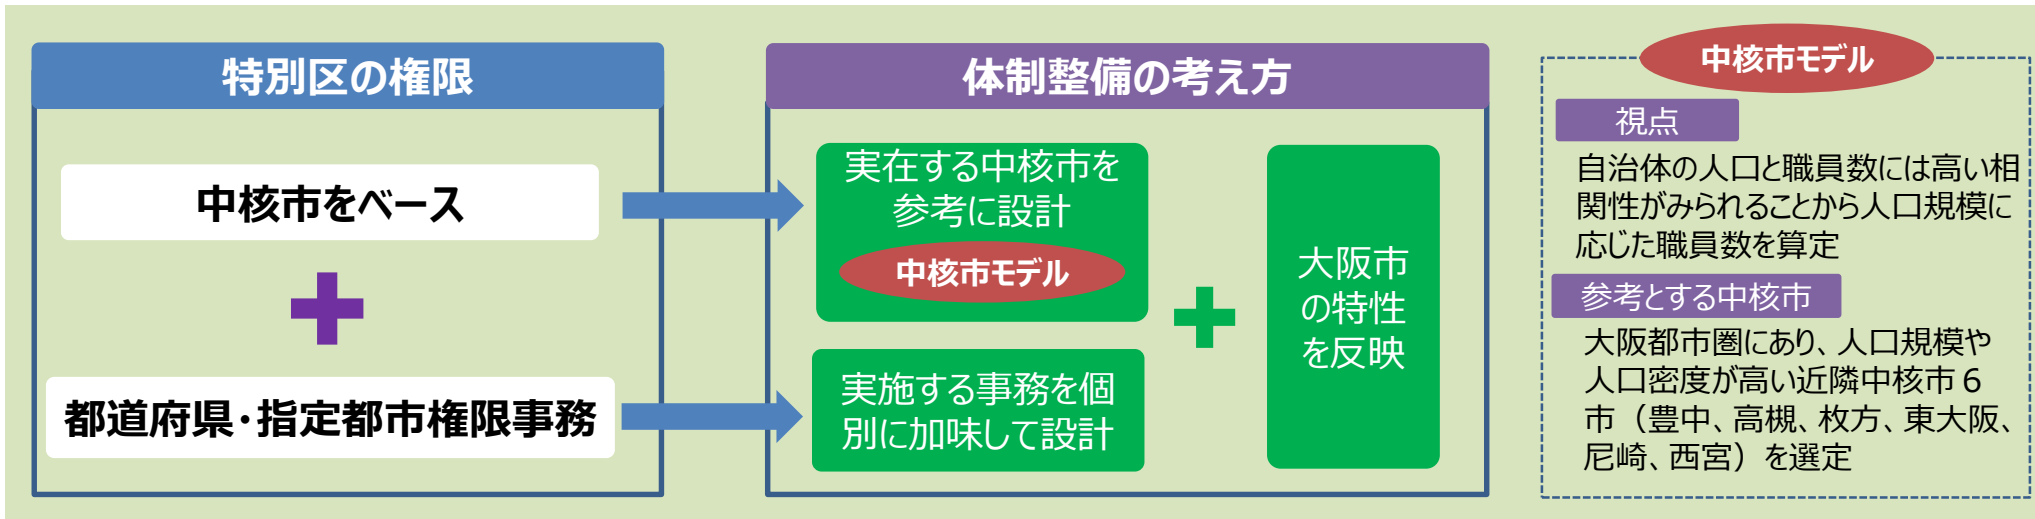 特別区の権限
中核市をベース
都道府県・指定都市権限事務
体制整備の考え方
実在する中核市を
参考に設計
中核市モデル
実施する事務を個
別に加味して設計
大阪市
の特性
を反映
中核市モデル
視点
自治体の人口と職員数には高い相
関性がみられることから人口規模に
応じた職員数を算定
参考とする中核市
大阪都市圏にあり、人口規模や
人口密度が高い近隣中核市６
市（豊中、高槻、枚方、東大阪、
尼崎、西宮）を選定